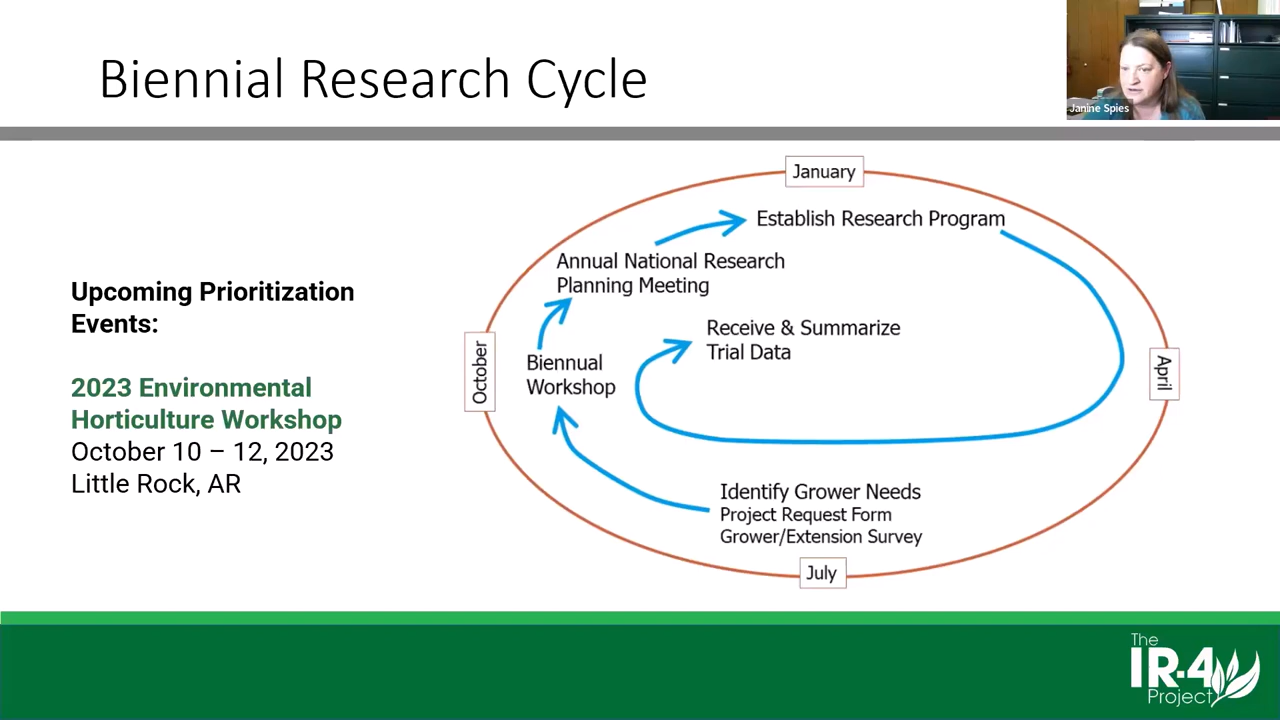 Biennial Research Cycle
Janine Spies
Upcoming Prioritization
Events:
2023 Environmental
Horticulture Workshop
October 10 – 12, 2023
Little Rock, AR
January
Establish Research Program
Annual National Research
Planning Meeting
Receive & Summarize
Trial Data
October
Biennual
Workshop
April
Identify Grower Needs
Project Request Form
Grower/Extension Survey
July
The
IR-4
Project